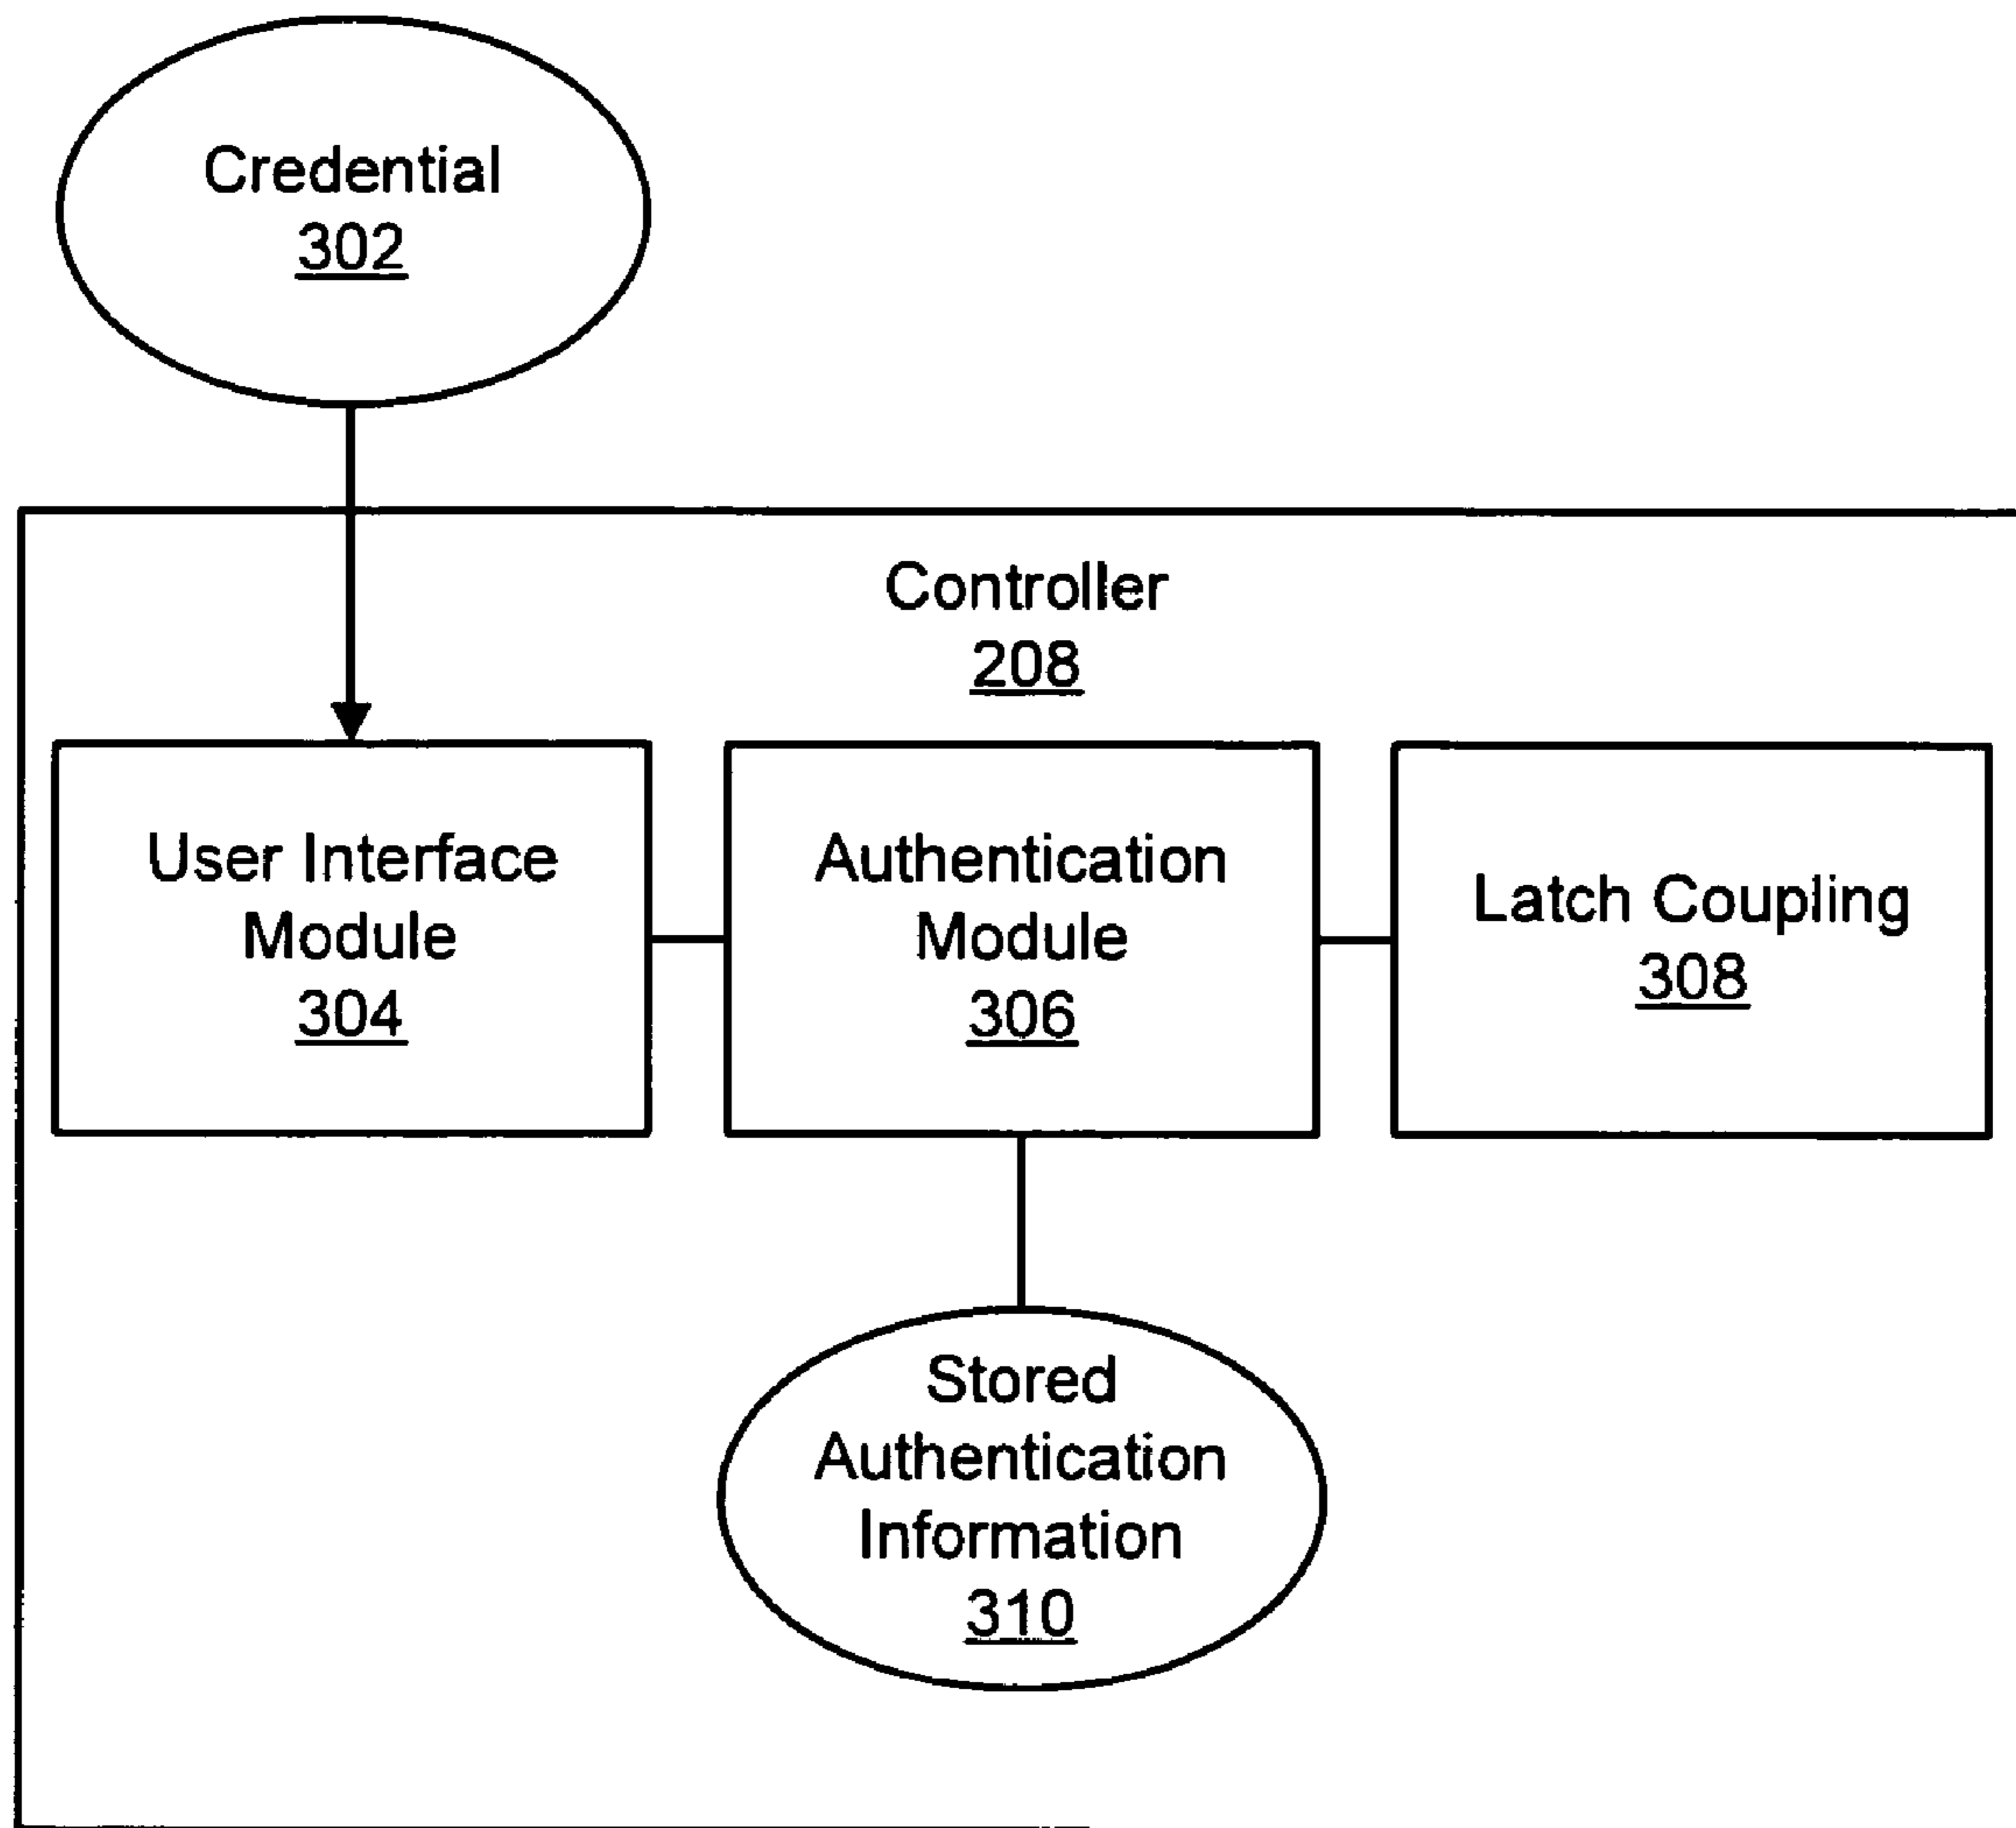 Credential
302
Controller
208
User Interface
Module
304
Authentication
Module
306
Latch Coupling
308
Stored
Authentication
Information
310